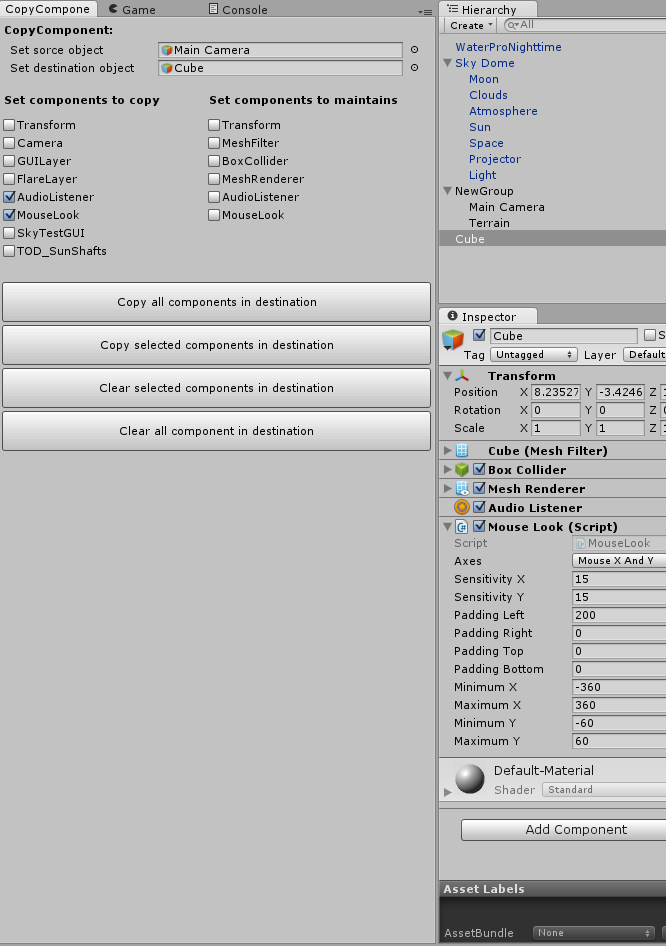 CopyCompone Game Console
CopyComponent:
Set sorce object Main Camera
Set destination object Cube
Set components to copy Set components to maintains
Transform Transform
Camera MeshFilter
GUILayer BoxCollider
FlareLayer MeshRenderer
AudioListener AudioListener
MouseLook MouseLook
SkyTestGUI
TOD_SunShafts
Copy all components in destination
Copy selected components in destination
Clear selected components in destination
Clear all component in destination
Hierarchy
Create All
WaterProNighttime
Sky Dome
Moon
Clouds
Atmosphere
Sun
Space
Projector
Light
NewGroup
Main Camera
Terrain
Cube
Inspector
Cube S
Tag Untagged Layer Default
Transform
Position X 8.23527 Y -3.4246 Z
Rotation X 0 Y 0 Z
Scale X 1 Y 1 Z
Cube (Mesh Filter)
Box Collider
Mesh Renderer
Audio Listener
Mouse Look (Script)
Script MouseLook
Axes Mouse X And Y
Sensitivity X 15
Sensitivity Y 15
Padding Left 200
Padding Right 0
Padding Top 0
Padding Bottom 0
Minimum X -360
Maximum X 360
Minimum Y -60
Maximum Y 60
Default-Material
Shader Standard
Add Component
Asset Labels
AssetBundle None